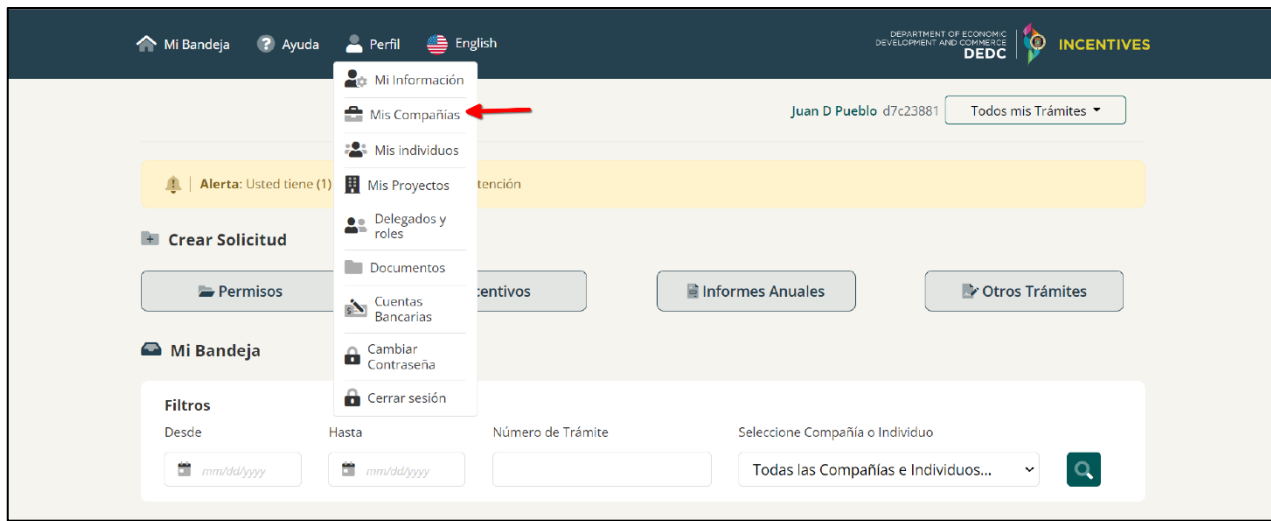 Mi Bandeja
Ayuda
Perfil
English
DEPARTMENT OF ECONOMIC
DEVELOPMENT AND COMMERCE
DEDC
INCENTIVES
Mi Información
Mis Compañías
Mis individuos
Mis Proyectos
Delegados y
roles
Documentos
Cuentas
Bancarias
Cambiar
Contraseña
Cerrar sesión
Juan D Pueblo d7c23881
Todos mis Trámites
Alerta: Usted tiene (1)
tención
Crear Solicitud
Permisos
centivos
Informes Anuales
Otros Trámites
Mi Bandeja
Filtros
Desde
Hasta
Número de Trámite
Seleccione Compañía o Individuo
mm/dd/yyyy
mm/dd/yyyy
Todas las Compañías e Individuos...